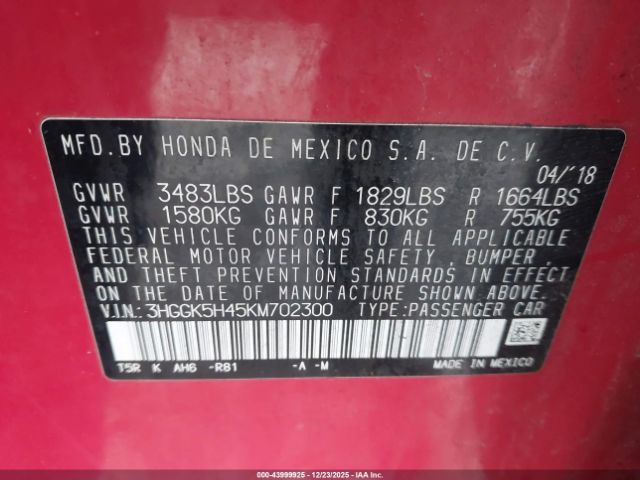 MFD.BY HONDA DE MEXICO S.A. DE C.V.
04/'18
GVWR 3483LBS GAWR F 1829LBS R 1664LBS
GVWR 1580KG GAWR F 830KG R 755KG
THIS VEHICLE CONFORMS TO ALL APPLICABLE
FEDERAL MOTOR VEHICLE SAFETY, BUMPER,
AND THEFT PREVENTION STANDARDS IN EFFECT
ON THE DATE OF MANUFACTURE SHOWN ABOVE.
V.I.N.: 3HGGK5H45KM702300 TYPE:PASSENGER CAR
T5R K AH6 -R81 -A -M MADE IN MEXICO
000-43999925 - 12/23/2025 - IAA Inc.